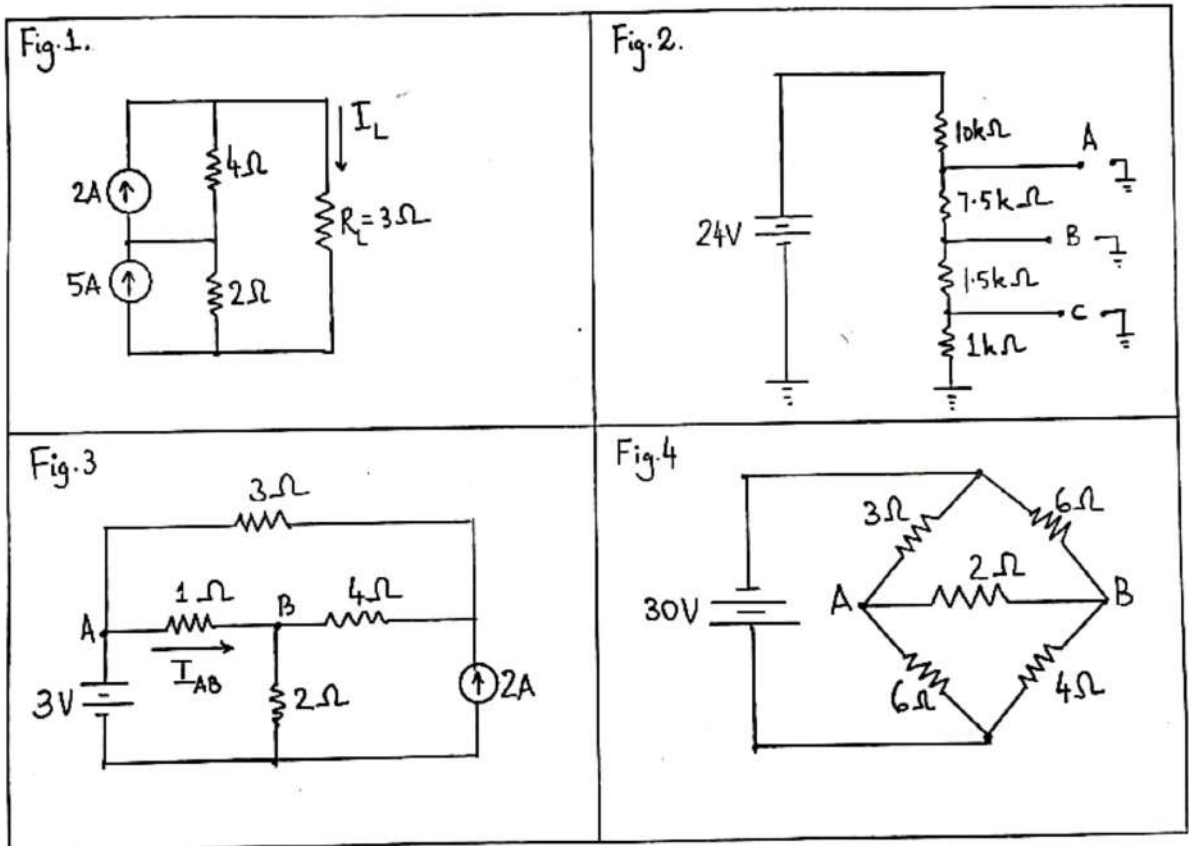 Fig.1.
I_L
4Ω
2A
R_L=3Ω
5A
2Ω
Fig.2.
10kΩ
A
7.5kΩ
24V
B
1.5kΩ
C
1kΩ
Fig.3
3Ω
1Ω
B
4Ω
A
I_AB
3V
2Ω
2A
Fig.4
3Ω
6Ω
2Ω
30V
A
B
6Ω
4Ω